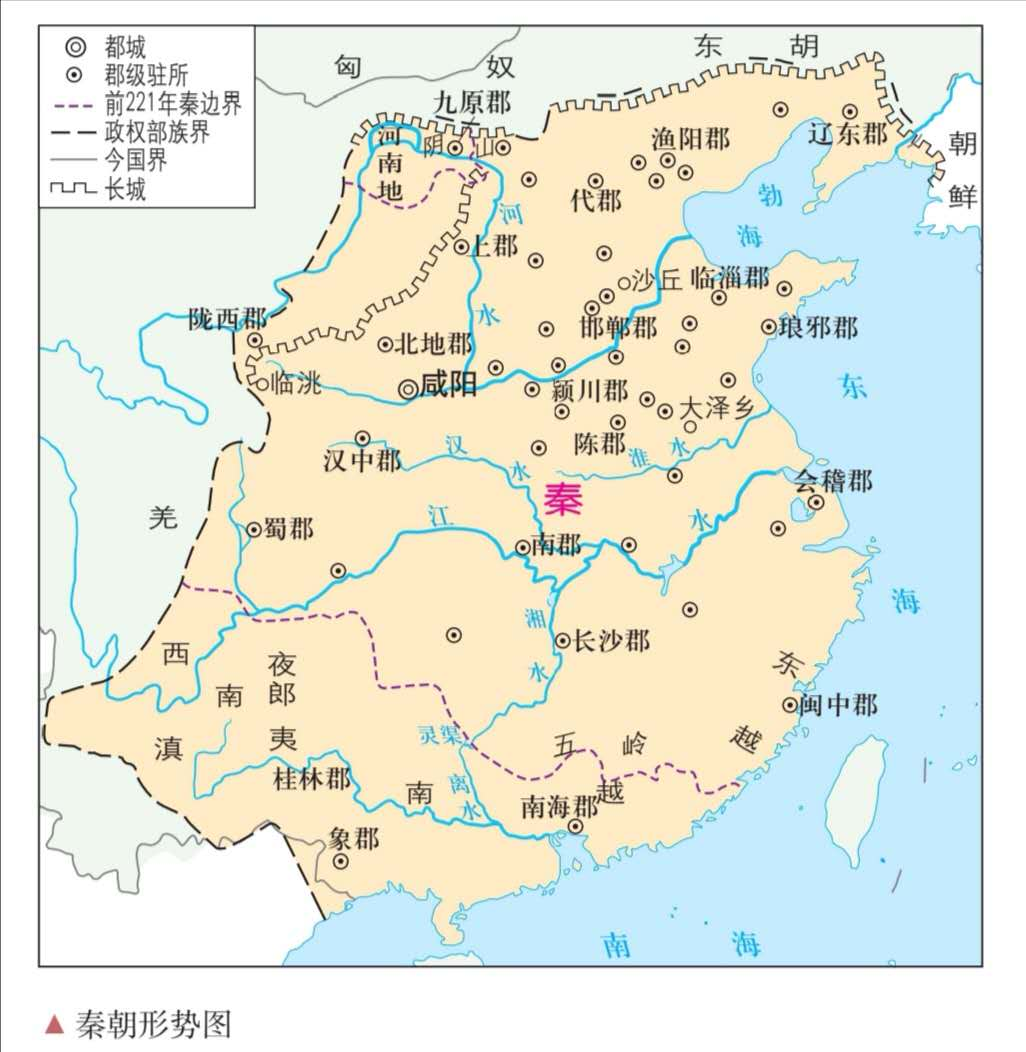 都城
郡级驻所
前221年秦边界
政权部族界
今国界
长城
匈奴
东胡
九原郡
河南地
阴山
渔阳郡
辽东郡
朝鲜
代郡
勃海
河水
上郡
沙丘
临淄郡
陇西郡
北地郡
邯郸郡
琅邪郡
临洮
咸阳
颍川郡
大泽乡
东海
汉中郡
汉水
陈郡
淮水
秦
会稽郡
羌
蜀郡
江水
南郡
湘水
长沙郡
西南夷
夜郎
滇
东越
闽中郡
灵渠
五岭
桂林郡
离水
南越
南海郡
象郡
南海
秦朝形势图